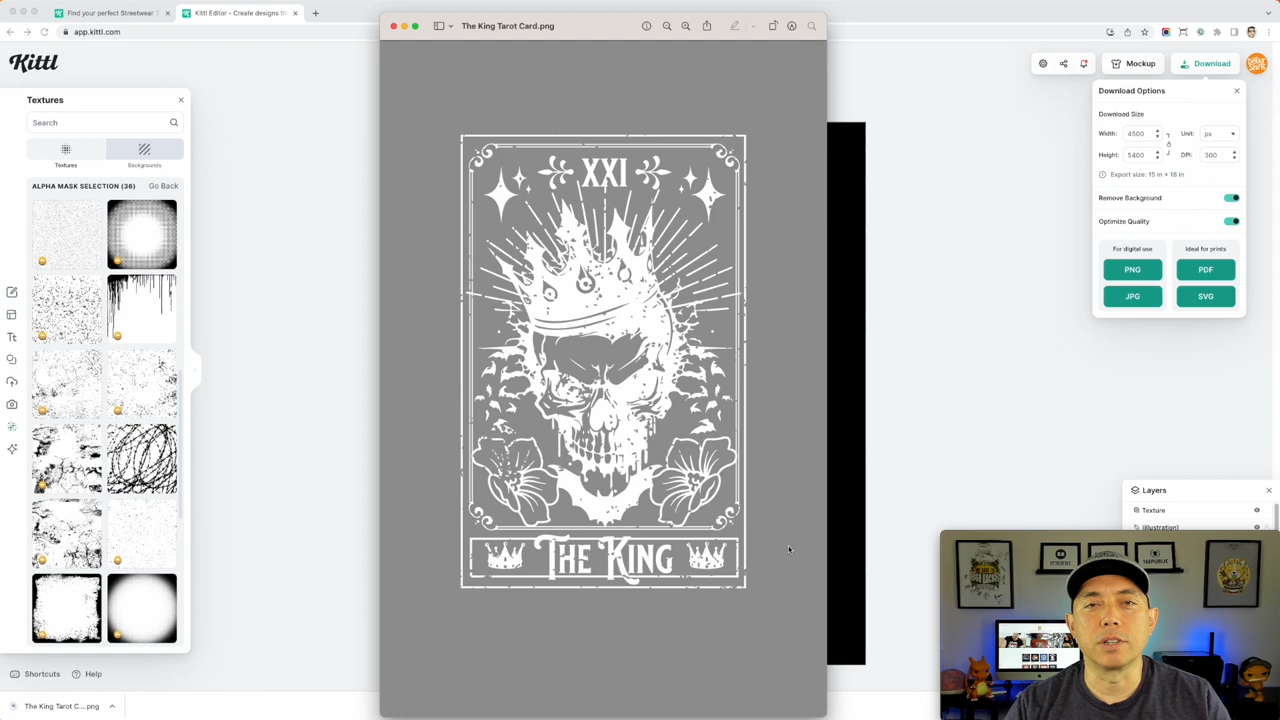 Find your perfect Streetwear T
Kittl Editor – Create designs th
app.kittl.com
The King Tarot Card.png
Kittl
Mockup
Download
Textures
Search
Textures
Backgrounds
ALPHA MASK SELECTION (36)
Go Back
Download Options
Download Size
Width: 4500
Unit: px
Height: 5400
DPI: 300
Export size: 15 in × 18 in
Remove Background
Optimize Quality
For digital use
Ideal for prints
PNG
PDF
JPG
SVG
XXI
THE KING
Layers
Texture
(Illustration)
Shortcuts
Help
The King Tarot C....png